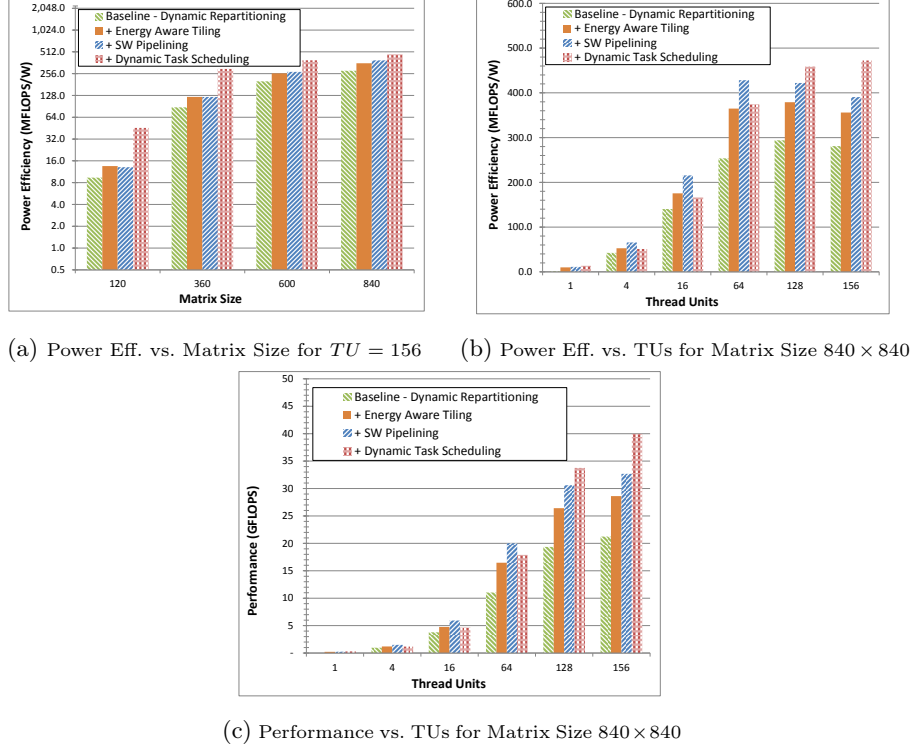 2,048.0
1,024.0
512.0
256.0
128.0
64.0
32.0
16.0
8.0
4.0
2.0
1.0
0.5
Power Efficiency (MFLOPS/W)
Baseline - Dynamic Repartitioning
+ Energy Aware Tiling
+ SW Pipelining
+ Dynamic Task Scheduling
120 360 600 840
Matrix Size
(a) Power Eff. vs. Matrix Size for TU = 156
600.0
500.0
400.0
300.0
200.0
100.0
0.0
Power Efficiency (MFLOPS/W)
Baseline - Dynamic Repartitioning
+ Energy Aware Tiling
+ SW Pipelining
+ Dynamic Task Scheduling
1 4 16 64 128 156
Thread Units
(b) Power Eff. vs. TUs for Matrix Size 840 × 840
50
45
40
35
30
25
20
15
10
5
-
Performance (GFLOPS)
Baseline - Dynamic Repartitioning
+ Energy Aware Tiling
+ SW Pipelining
+ Dynamic Task Scheduling
1 4 16 64 128 156
Thread Units
(c) Performance vs. TUs for Matrix Size 840×840